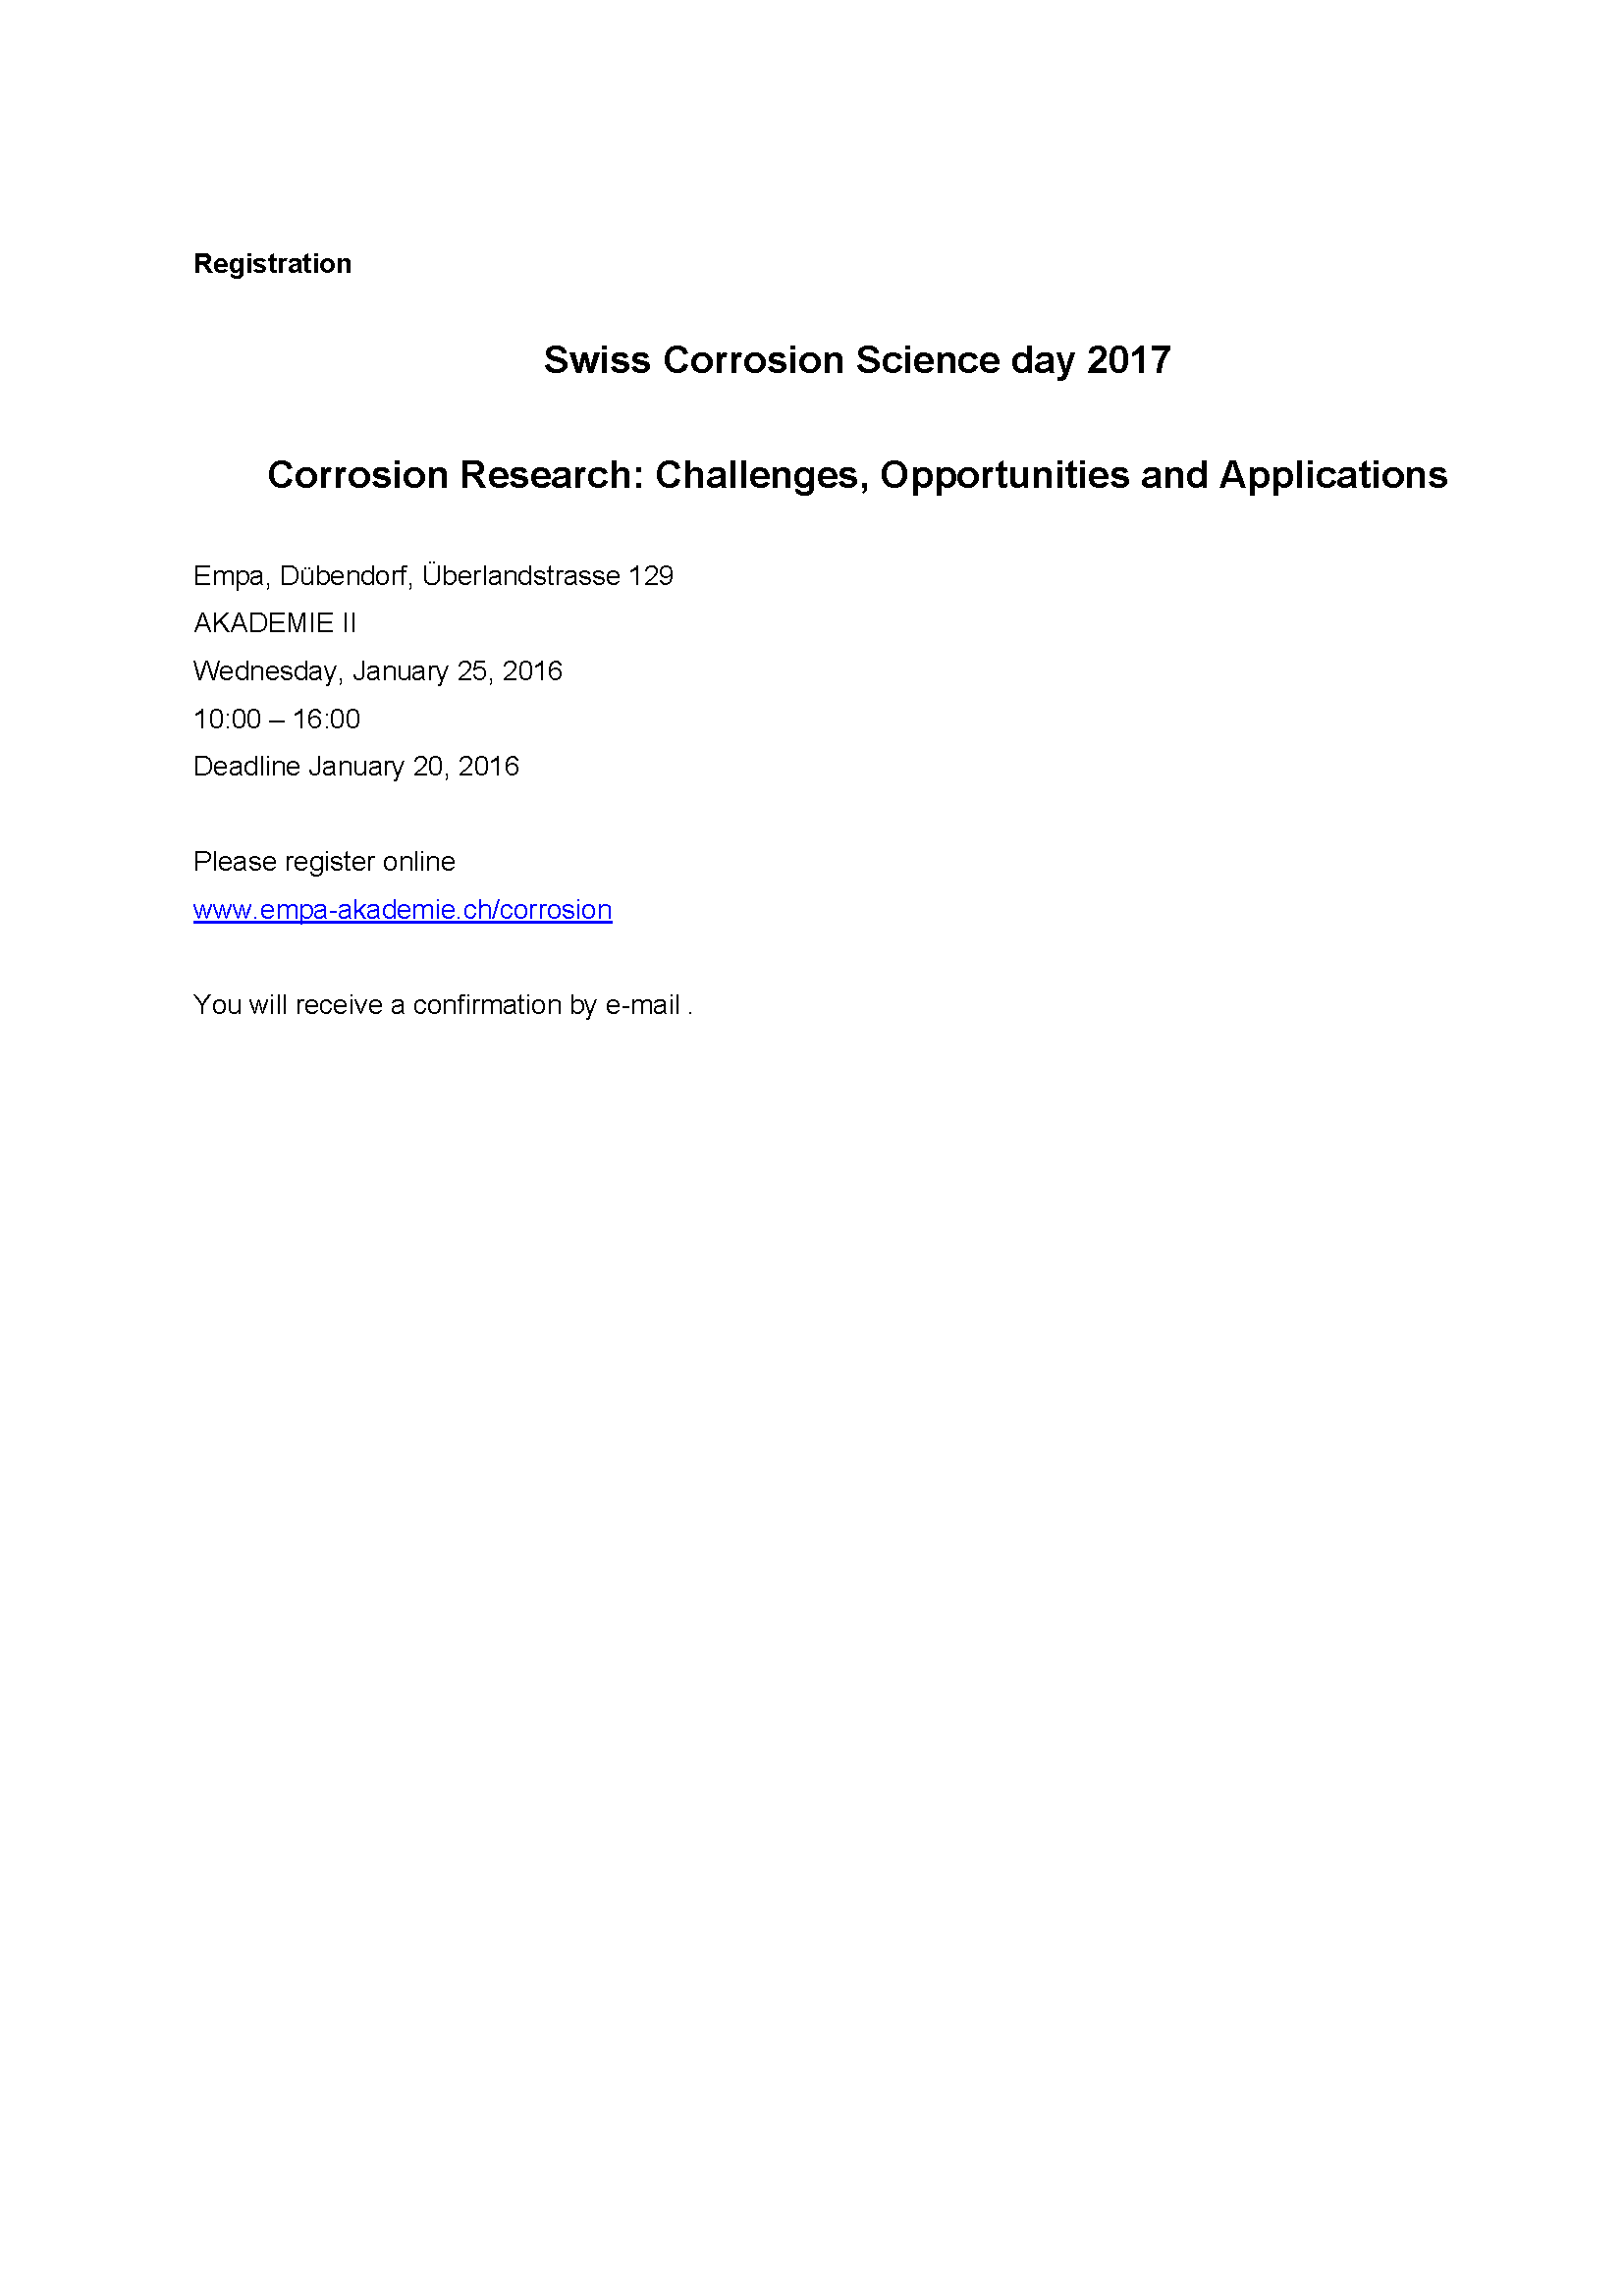 Registration
Swiss Corrosion Science day 2017
Corrosion Research: Challenges, Opportunities and Applications
Empa, Dübendorf, Überlandstrasse 129
AKADEMIE II
Wednesday, January 25, 2016
10:00 – 16:00
Deadline January 20, 2016
Please register online
www.empa-akademie.ch/corrosion
You will receive a confirmation by e-mail .